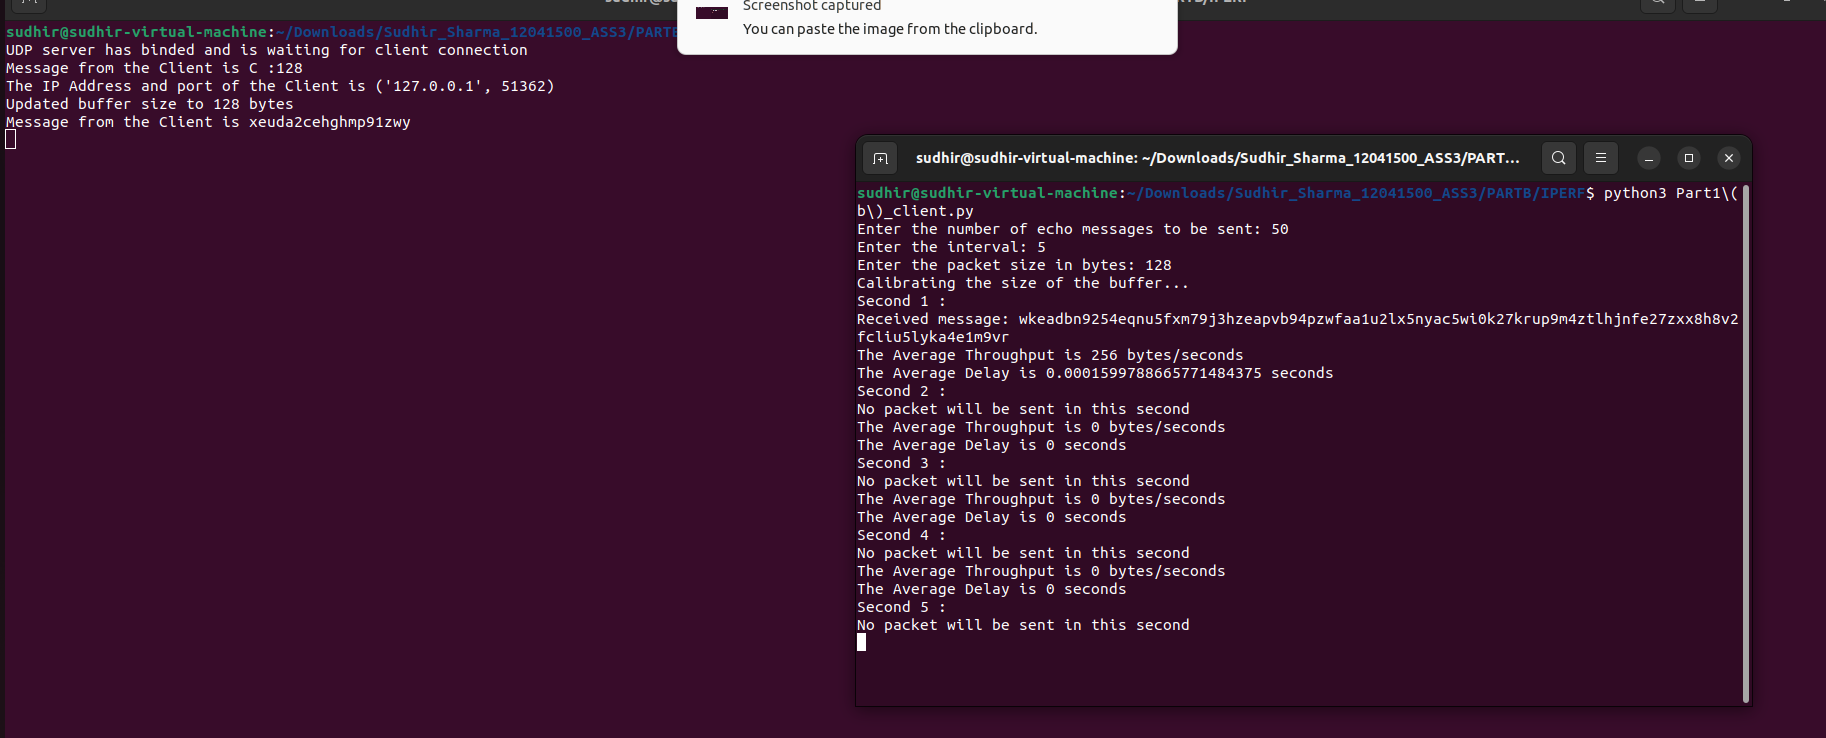 Screenshot captured
You can paste the image from the clipboard.
sudhir@sudhir-virtual-machine:~/Downloads/Sudhir_Sharma_12041500_ASS3/PARTB
UDP server has binded and is waiting for client connection
Message from the Client is C :128
The IP Address and port of the Client is ('127.0.0.1', 51362)
Updated buffer size to 128 bytes
Message from the Client is xeuda2cehghmp91zwy
sudhir@sudhir-virtual-machine: ~/Downloads/Sudhir_Sharma_12041500_ASS3/PART...
sudhir@sudhir-virtual-machine:~/Downloads/Sudhir_Sharma_12041500_ASS3/PARTB/IPERF$ python3 Part1\(
b\)_client.py
Enter the number of echo messages to be sent: 50
Enter the interval: 5
Enter the packet size in bytes: 128
Calibrating the size of the buffer...
Second 1 :
Received message: wkeadbn9254eqnu5fxm79j3hzeapvb94pzwfaa1u2lx5nyac5wi0k27krup9m4ztlhjnfe27zxx8h8v2
fcliu5lyka4e1m9vr
The Average Throughput is 256 bytes/seconds
The Average Delay is 0.0001599788665771484375 seconds
Second 2 :
No packet will be sent in this second
The Average Throughput is 0 bytes/seconds
The Average Delay is 0 seconds
Second 3 :
No packet will be sent in this second
The Average Throughput is 0 bytes/seconds
The Average Delay is 0 seconds
Second 4 :
No packet will be sent in this second
The Average Throughput is 0 bytes/seconds
The Average Delay is 0 seconds
Second 5 :
No packet will be sent in this second